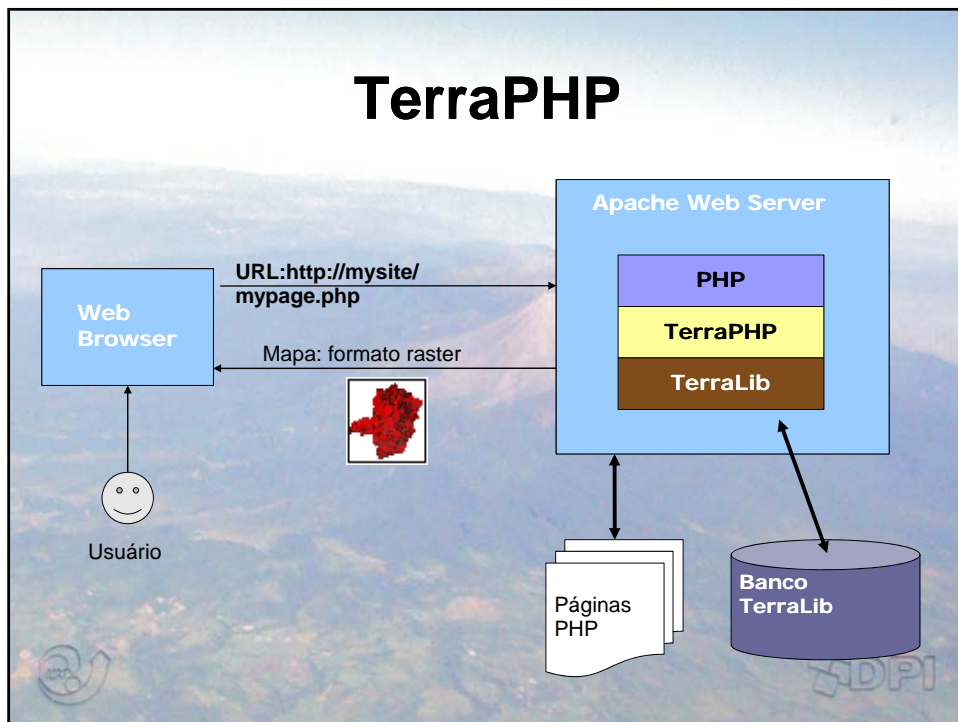 TerraPHP
Apache Web Server
URL:http://mysite/
mypage.php
PHP
Web
Browser
TerraPHP
Mapa: formato raster
TerraLib
Usuário
Páginas
PHP
Banco
TerraLib
DPI